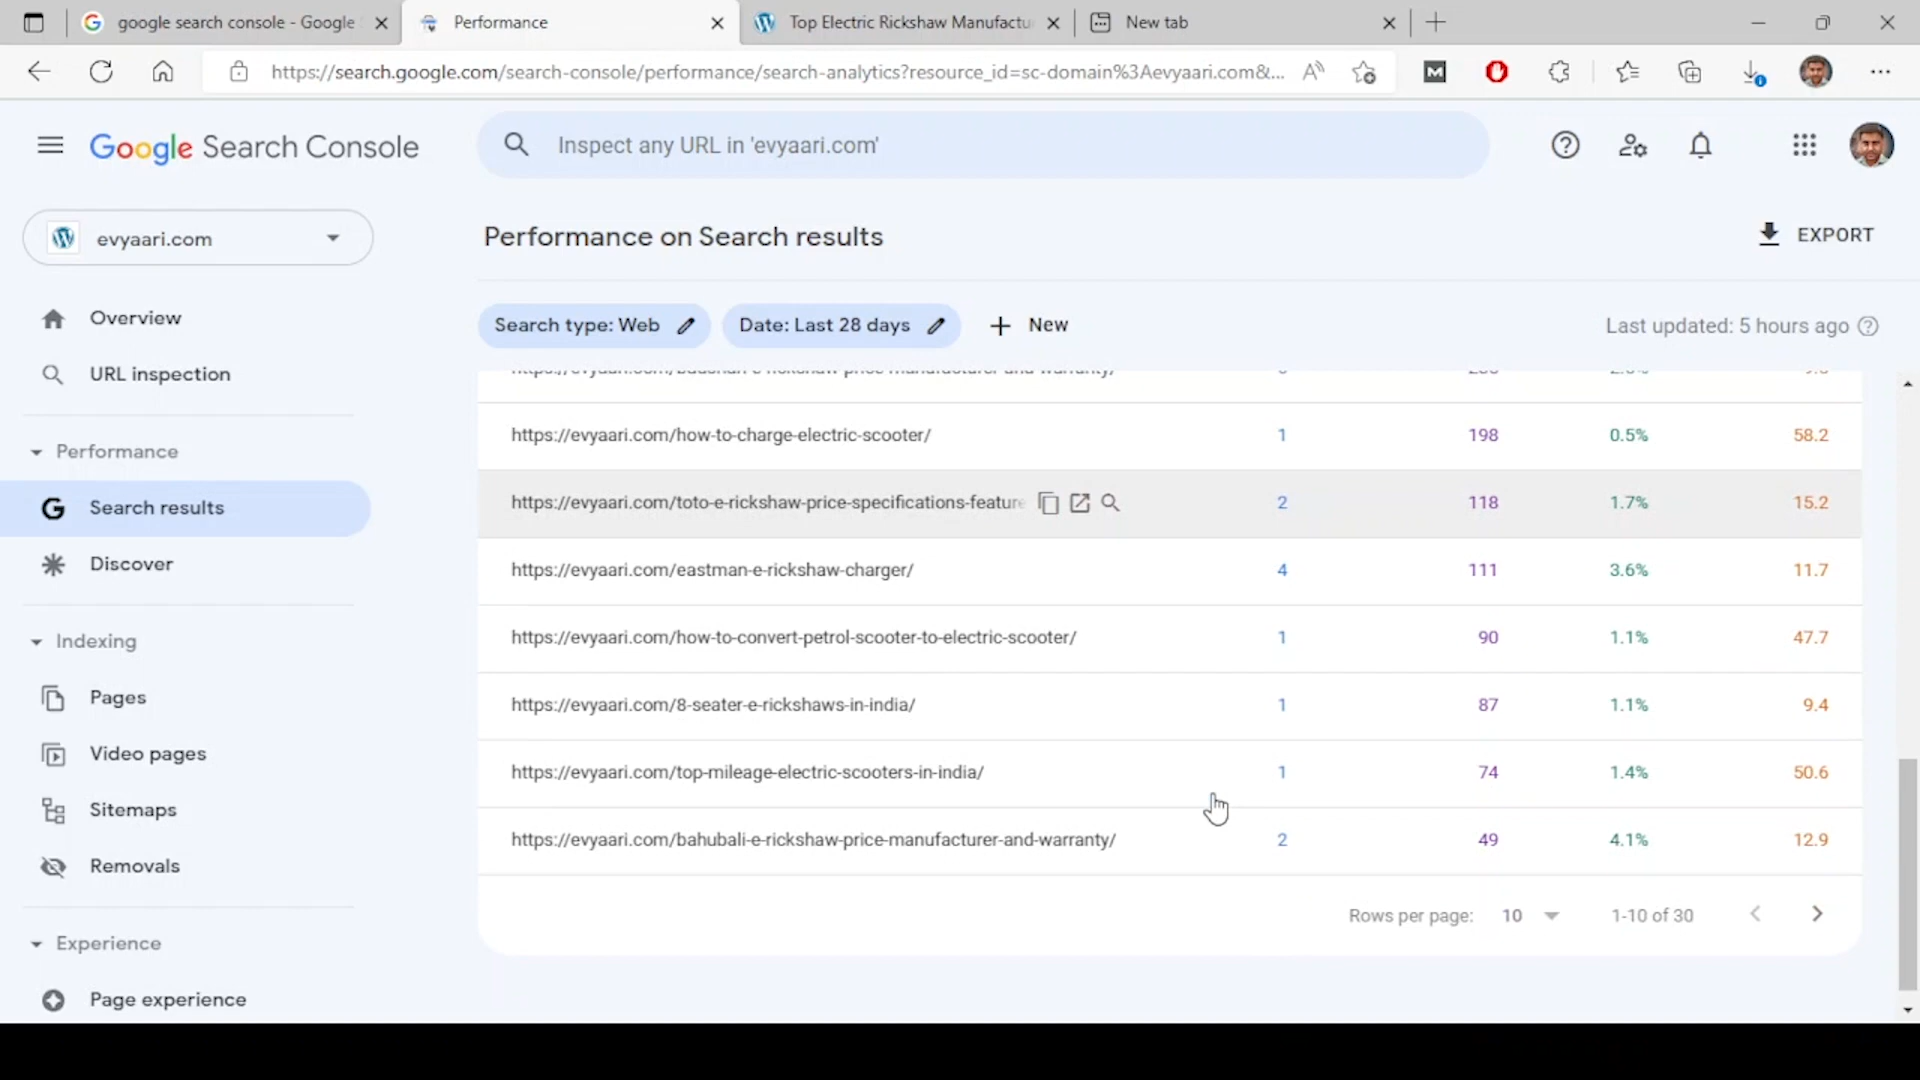 google search console - Google
Performance
Top Electric Rickshaw Manufactu
New tab
https://search.google.com/search-console/performance/search-analytics?resource_id=sc-domain%3Aevyaari.com&...
Google Search Console
Inspect any URL in 'evyaari.com'
evyaari.com
Performance on Search results
EXPORT
Search type: Web
Date: Last 28 days
New
Last updated: 5 hours ago
Overview
URL inspection
Performance
Search results
Discover
Indexing
Pages
Video pages
Sitemaps
Removals
Experience
Page experience
https://evyaari.com/how-to-charge-electric-scooter/ 1 198 0.5% 58.2
https://evyaari.com/toto-e-rickshaw-price-specifications-feature 2 118 1.7% 15.2
https://evyaari.com/eastman-e-rickshaw-charger/ 4 111 3.6% 11.7
https://evyaari.com/how-to-convert-petrol-scooter-to-electric-scooter/ 1 90 1.1% 47.7
https://evyaari.com/8-seater-e-rickshaws-in-india/ 1 87 1.1% 9.4
https://evyaari.com/top-mileage-electric-scooters-in-india/ 1 74 1.4% 50.6
https://evyaari.com/bahubali-e-rickshaw-price-manufacturer-and-warranty/ 2 49 4.1% 12.9
Rows per page: 10 1-10 of 30